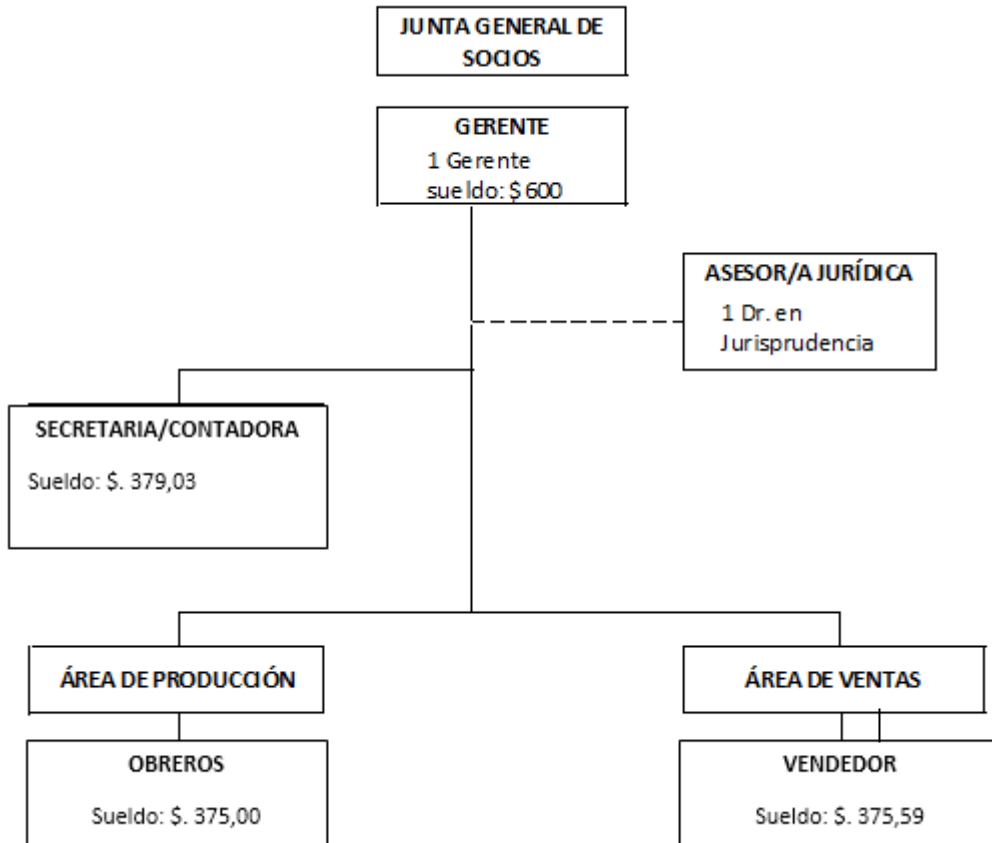 JUNTA GENERAL DE
SOCIOS
GERENTE
1 Gerente
sueldo: $ 600
ASESOR/A JURÍDICA
1 Dr. en
Jurisprudencia
SECRETARIA/CONTADORA
Sueldo: $. 379,03
ÁREA DE PRODUCCIÓN
ÁREA DE VENTAS
OBREROS
Sueldo: $. 375,00
VENDEDOR
Sueldo: $. 375,59